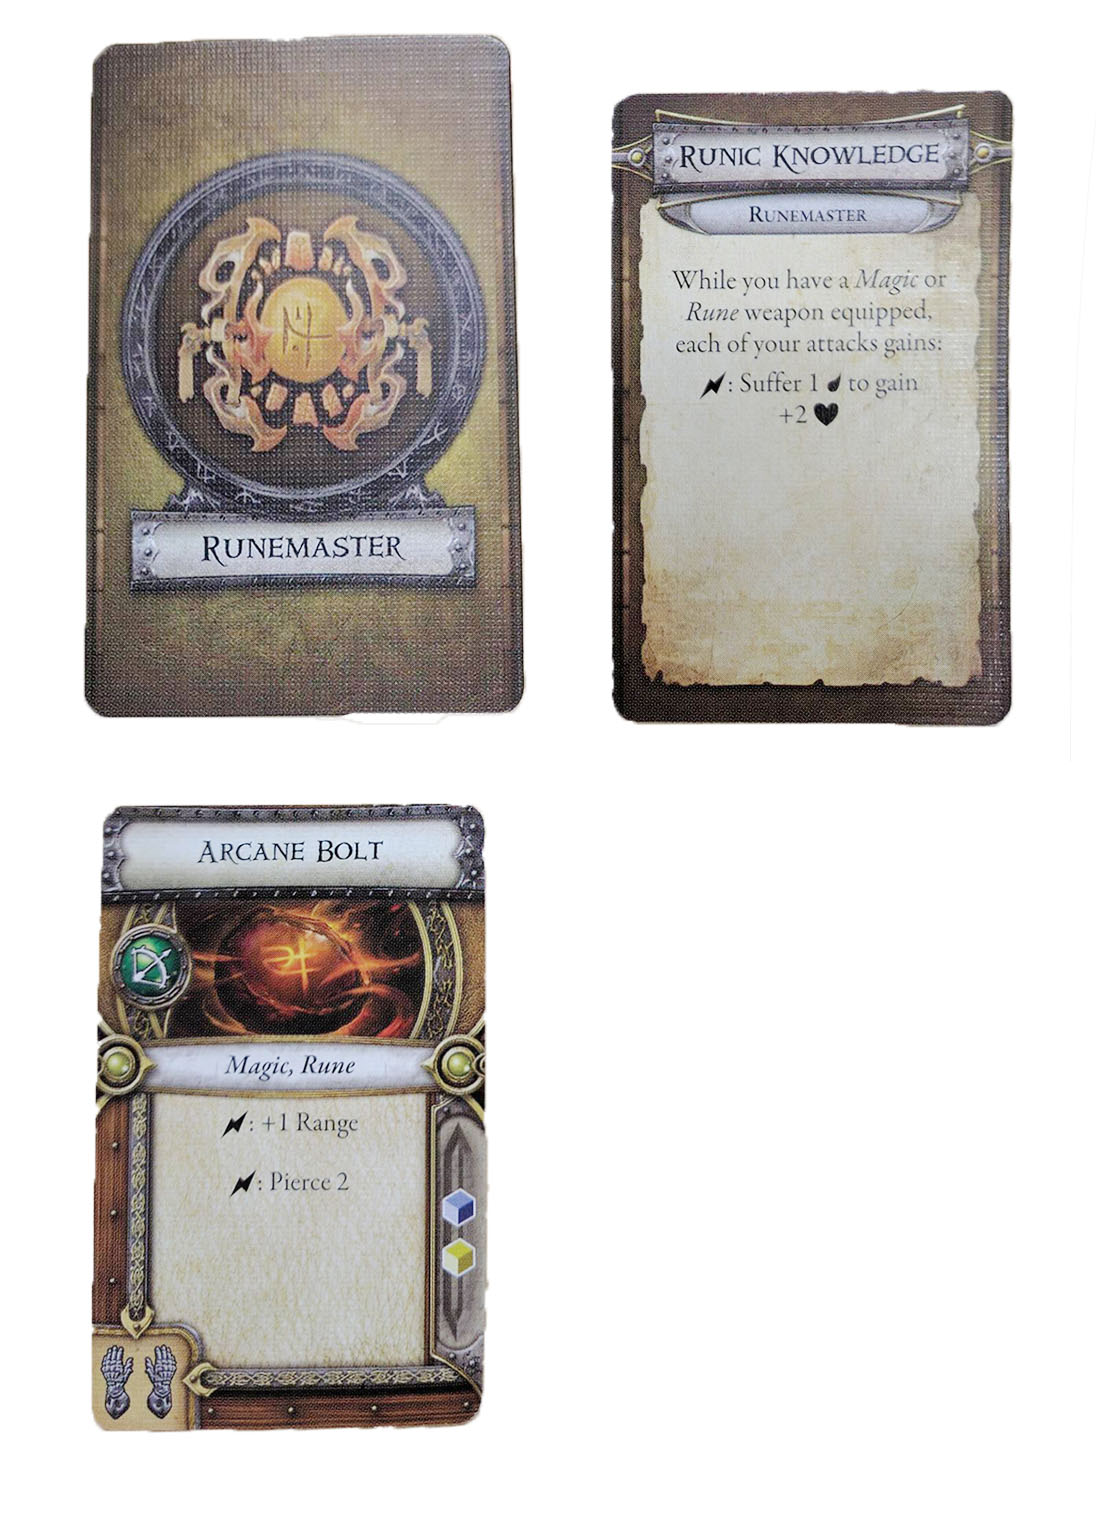 RUNEMASTER
RUNIC KNOWLEDGE
RUNEMASTER
While you have a Magic or
Rune weapon equipped,
each of your attacks gains:
: Suffer 1 to gain
+2
ARCANE BOLT
Magic, Rune
: +1 Range
: Pierce 2